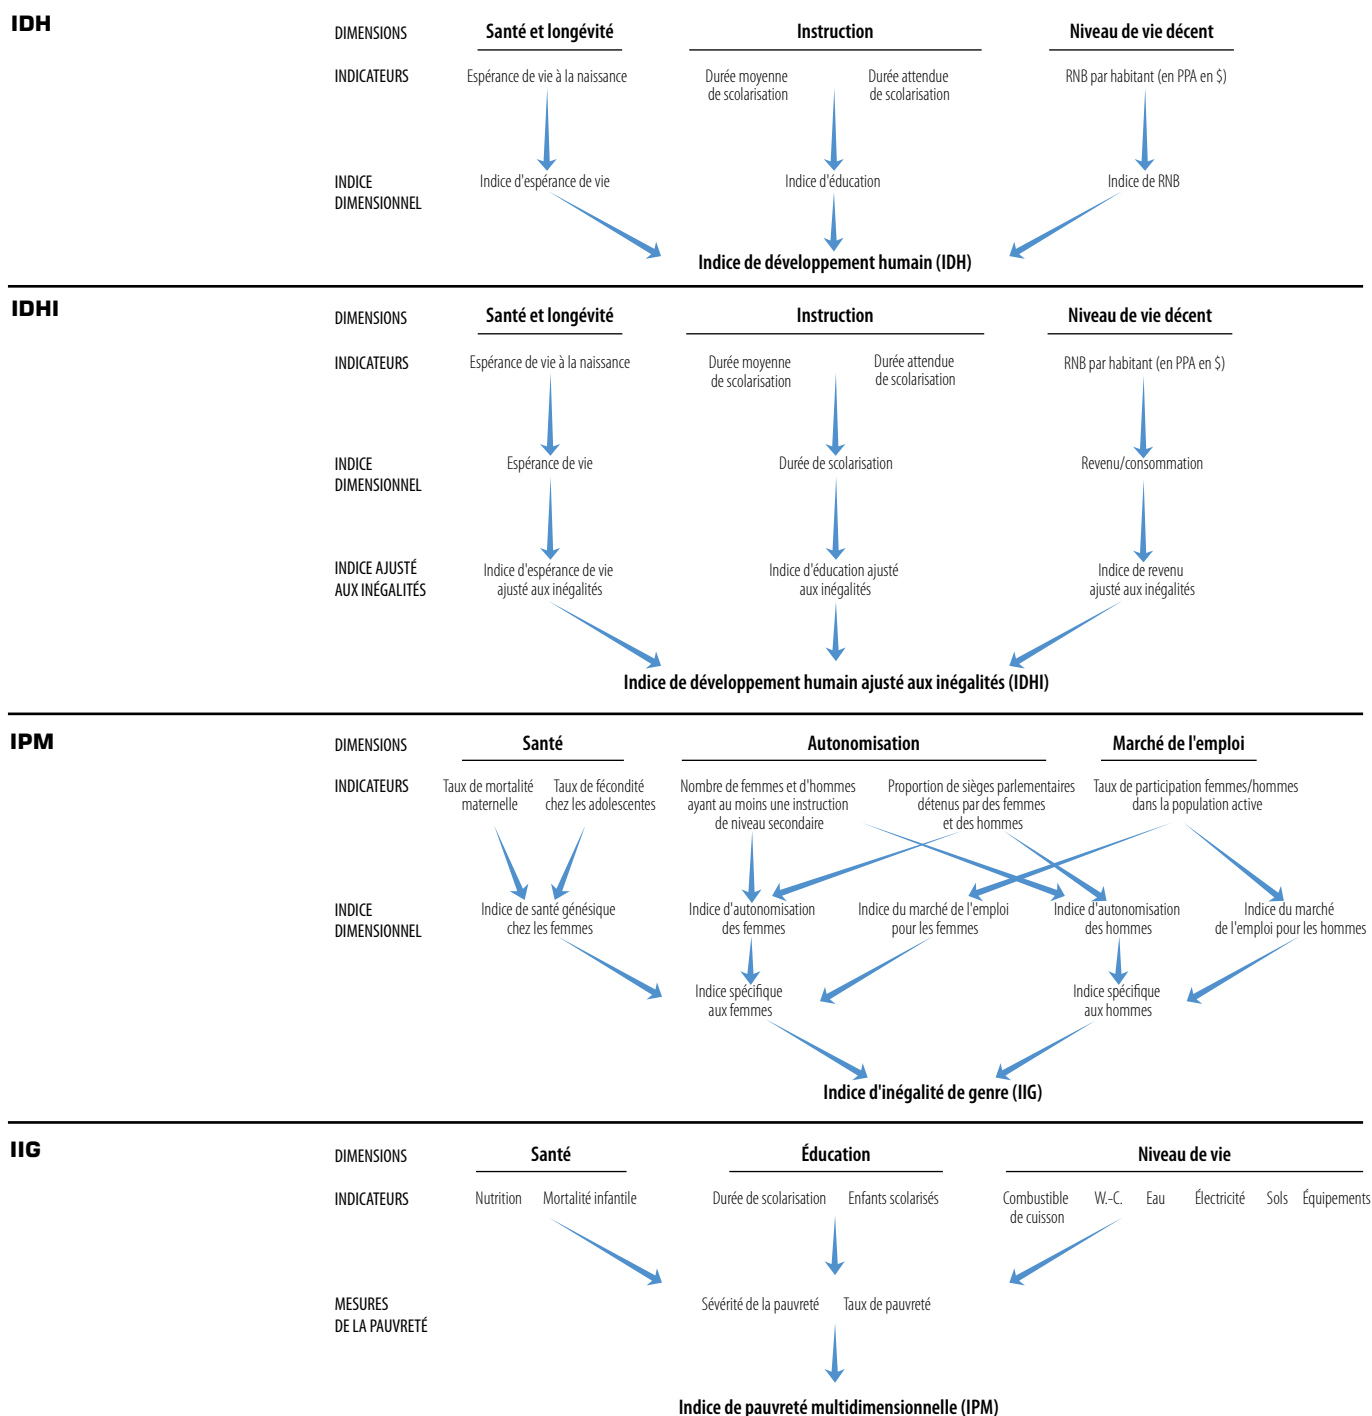 IDH
DIMENSIONS Santé et longévité Instruction Niveau de vie décent
INDICATEURS Espérance de vie à la naissance Durée moyenne Durée attendue RNB par habitant (en PPA en $)
de scolarisation de scolarisation
INDICE Indice d'espérance de vie Indice d'éducation Indice de RNB
DIMENSIONNEL
Indice de développement humain (IDH)
IDHI
DIMENSIONS Santé et longévité Instruction Niveau de vie décent
INDICATEURS Espérance de vie à la naissance Durée moyenne Durée attendue RNB par habitant (en PPA en $)
de scolarisation de scolarisation
INDICE Espérance de vie Durée de scolarisation Revenu/consommation
DIMENSIONNEL
INDICE AJUSTÉ Indice d'espérance de vie Indice d'éducation ajusté Indice de revenu
AUX INÉGALITÉS ajusté aux inégalités aux inégalités ajusté aux inégalités
Indice de développement humain ajusté aux inégalités (IDHI)
IPM
DIMENSIONS Santé Autonomisation Marché de l'emploi
INDICATEURS Taux de mortalité Taux de fécondité Nombre de femmes et d'hommes Proportion de sièges parlementaires Taux de participation femmes/hommes
maternelle chez les adolescentes ayant au moins une instruction détenus par des femmes dans la population active
de niveau secondaire et des hommes
INDICE Indice de santé génésique Indice d'autonomisation Indice du marché de l'emploi Indice d'autonomisation Indice du marché
DIMENSIONNEL chez les femmes des femmes pour les femmes des hommes de l'emploi pour les hommes
Indice spécifique Indice spécifique
aux femmes aux hommes
Indice d'inégalité de genre (IIG)
IIG
DIMENSIONS Santé Éducation Niveau de vie
INDICATEURS Nutrition Mortalité infantile Durée de scolarisation Enfants scolarisés Combustible W.-C. Eau Électricité Sols Équipements
de cuisson
MESURES Sévérité de la pauvreté Taux de pauvreté
DE LA PAUVRETÉ
Indice de pauvreté multidimensionnelle (IPM)